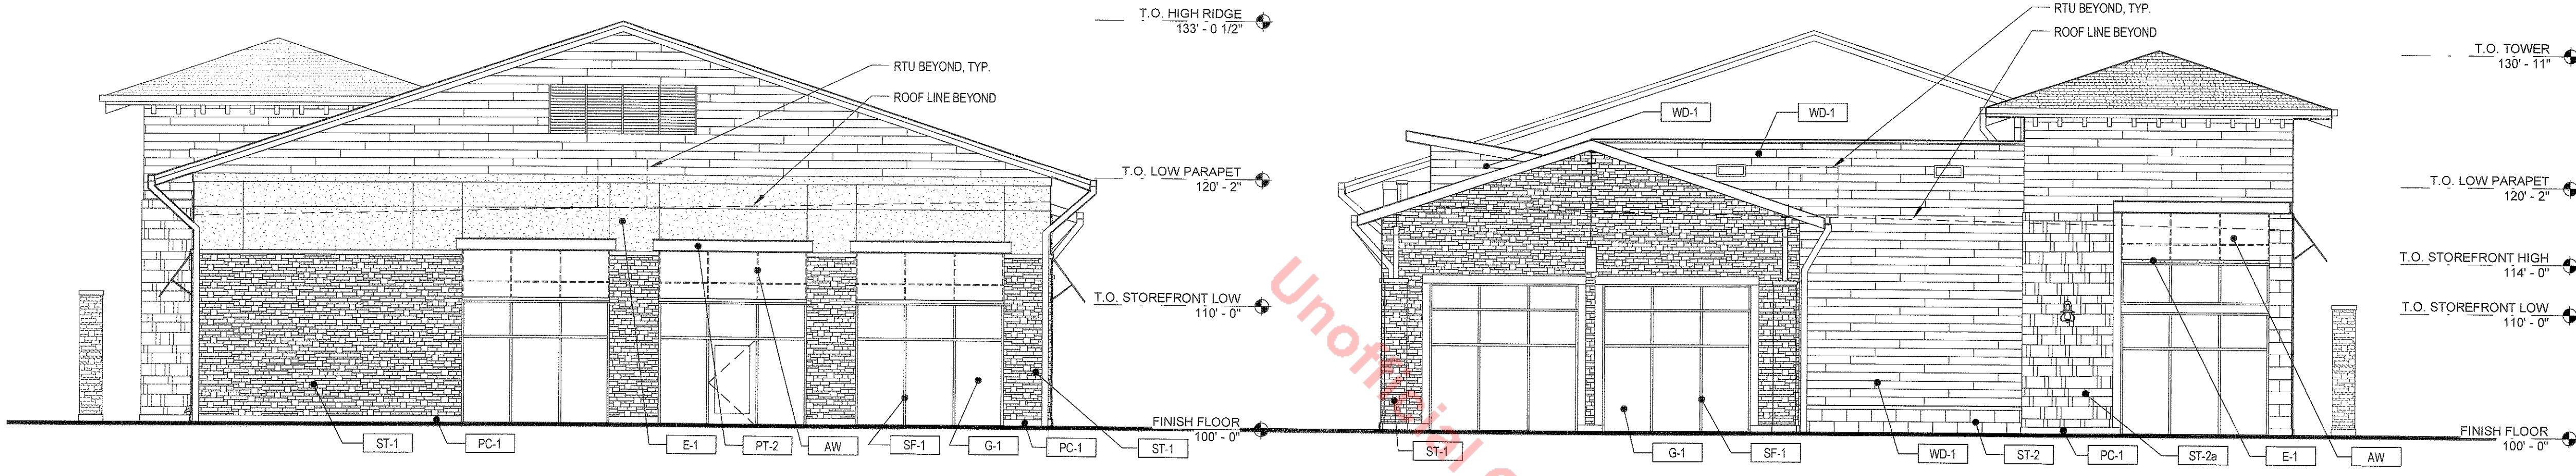 T.O. HIGH RIDGE
133' - 0 1/2"
RTU BEYOND, TYP.
ROOF LINE BEYOND
T.O. LOW PARAPET
120' - 2"
T.O. STOREFRONT LOW
110' - 0"
FINISH FLOOR
100' - 0"
ST-1
PC-1
E-1
PT-2
AW
SF-1
G-1
PC-1
ST-1
RTU BEYOND, TYP.
ROOF LINE BEYOND
WD-1
WD-1
T.O. TOWER
130' - 11"
T.O. LOW PARAPET
120' - 2"
T.O. STOREFRONT HIGH
114' - 0"
T.O. STOREFRONT LOW
110' - 0"
FINISH FLOOR
100' - 0"
ST-1
G-1
SF-1
WD-1
ST-2
PC-1
ST-2a
E-1
AW
Unofficial